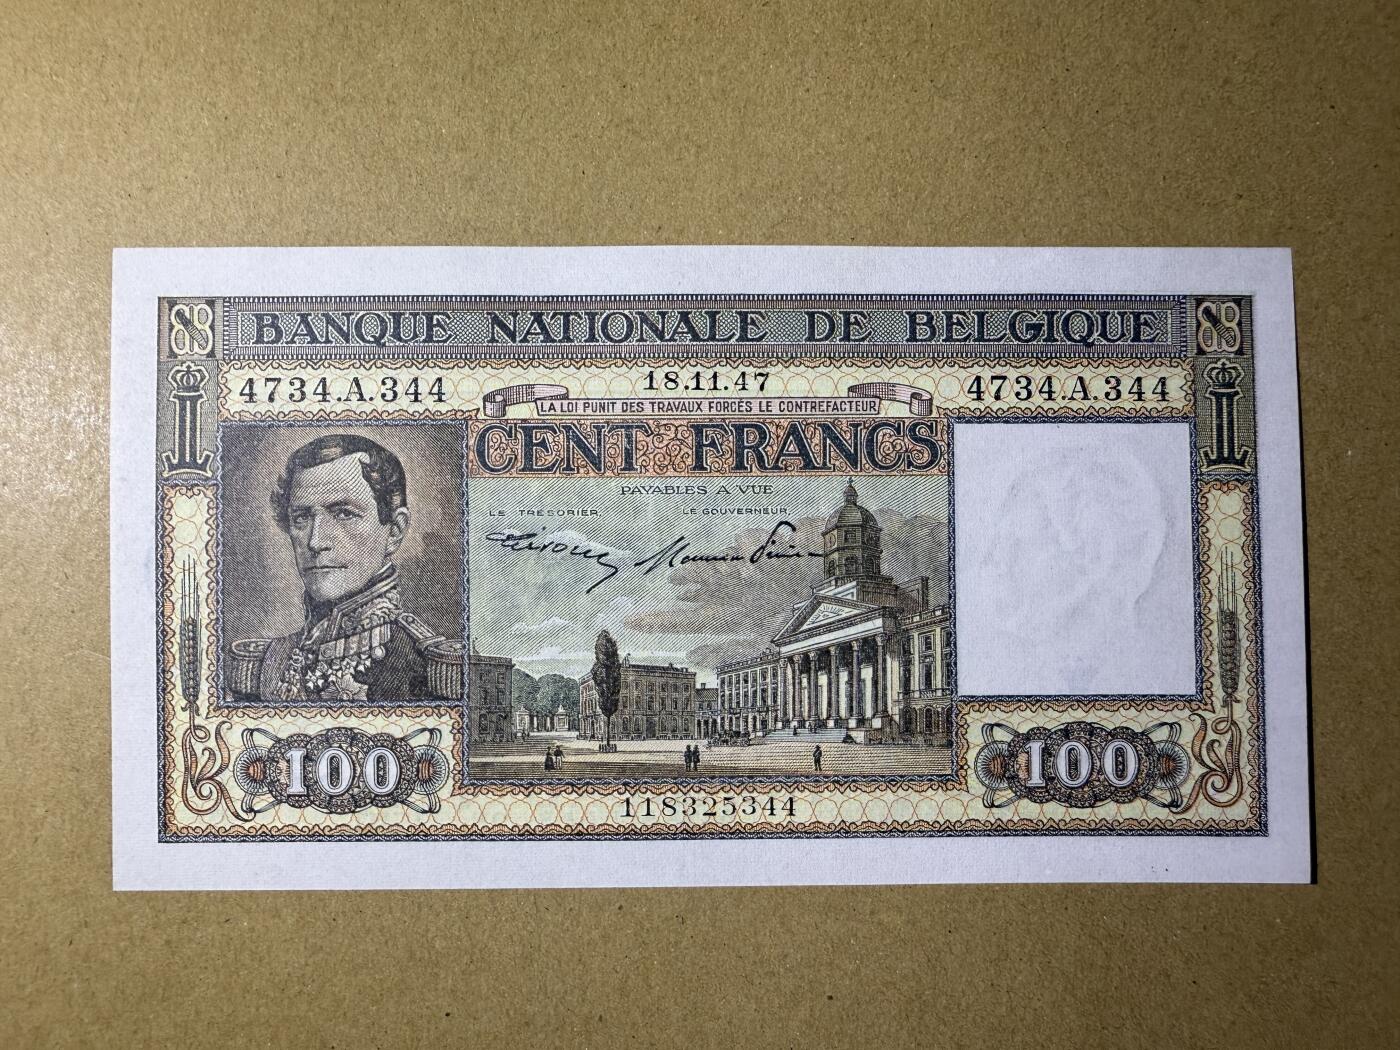 BANQUE NATIONALE DE BELGIQUE
4734.A.344 18.11.47 4734.A.344
LA LOI PUNIT DES TRAVAUX FORCÉS LE CONTREFACTEUR
CENT FRANCS
PAYABLES A VUE
LE TRÉSORIER, LE GOUVERNEUR,
100 100
118325344